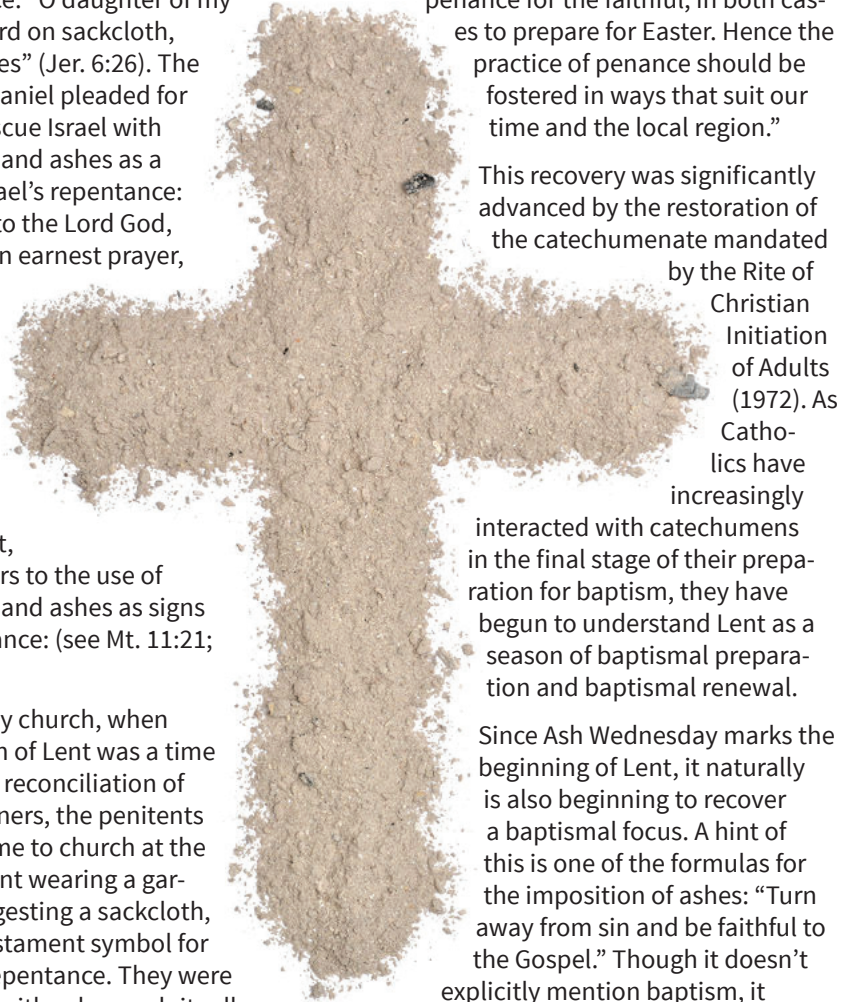 O daughter of my
rd on sackcloth,
es” (Jer. 6:26). The
aniel pleaded for
scue Israel with
and ashes as a
ael’s repentance:
to the Lord God,
n earnest prayer,
t,
rs to the use of
and ashes as signs
ance: (see Mt. 11:21;
y church, when
n of Lent was a time
reconciliation of
ners, the penitents
me to church at the
nt wearing a gar-
gesting a sackcloth,
stament symbol for
epentance. They were
penance for the faithful, in both cas-
es to prepare for Easter. Hence the
practice of penance should be
fostered in ways that suit our
time and the local region.”
This recovery was significantly
advanced by the restoration of
the catechumenate mandated
by the Rite of
Christian
Initiation
of Adults
(1972). As
Catho-
lics have
increasingly
interacted with catechumens
in the final stage of their prepa-
ration for baptism, they have
begun to understand Lent as a
season of baptismal prepara-
tion and baptismal renewal.
Since Ash Wednesday marks the
beginning of Lent, it naturally
is also beginning to recover
a baptismal focus. A hint of
this is one of the formulas for
the imposition of ashes: “Turn
away from sin and be faithful to
the Gospel.” Though it doesn’t
explicitly mention baptism, it